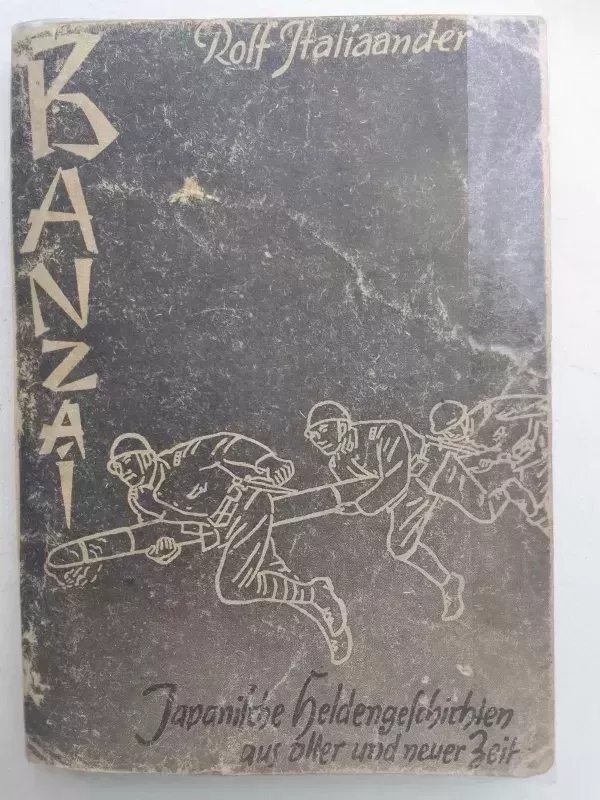 Rolf Italiaander
BANZAI
Japanische Heldengeschichten
aus alter und neuer Zeit